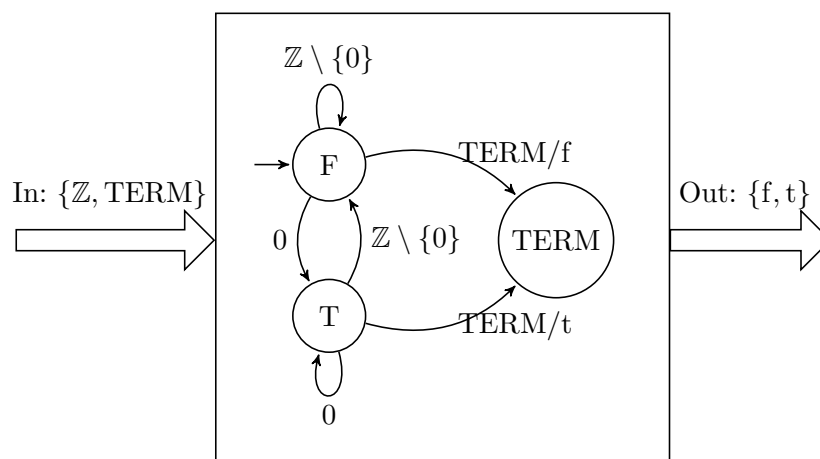 ℤ \ {0}
In: {ℤ, TERM}
F
TERM/f
Out: {f, t}
0
ℤ \ {0}
TERM
T
TERM/t
0